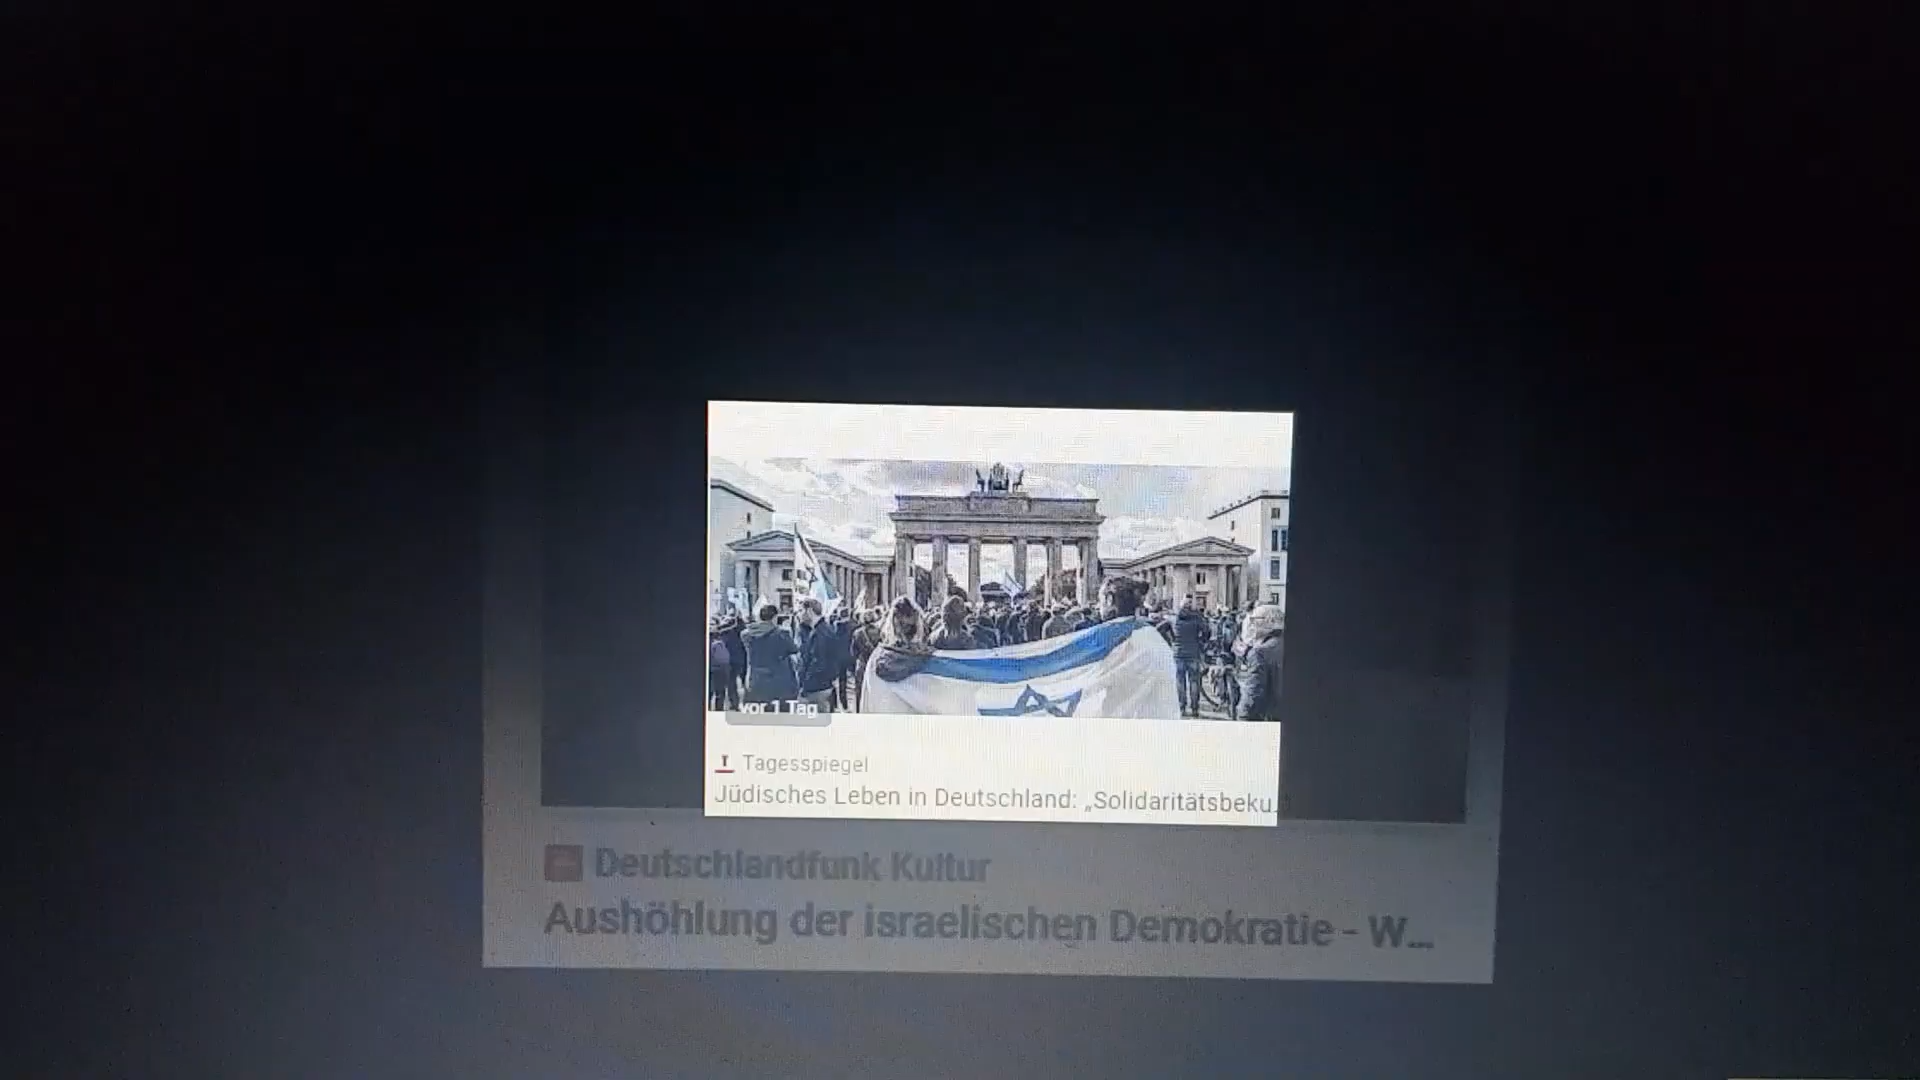 vor 1 Tag
Tagesspiegel
Jüdisches Leben in Deutschland: „Solidaritätsbeku
Deutschlandfunk Kultur
Aushöhlung der israelischen Demokratie - W...